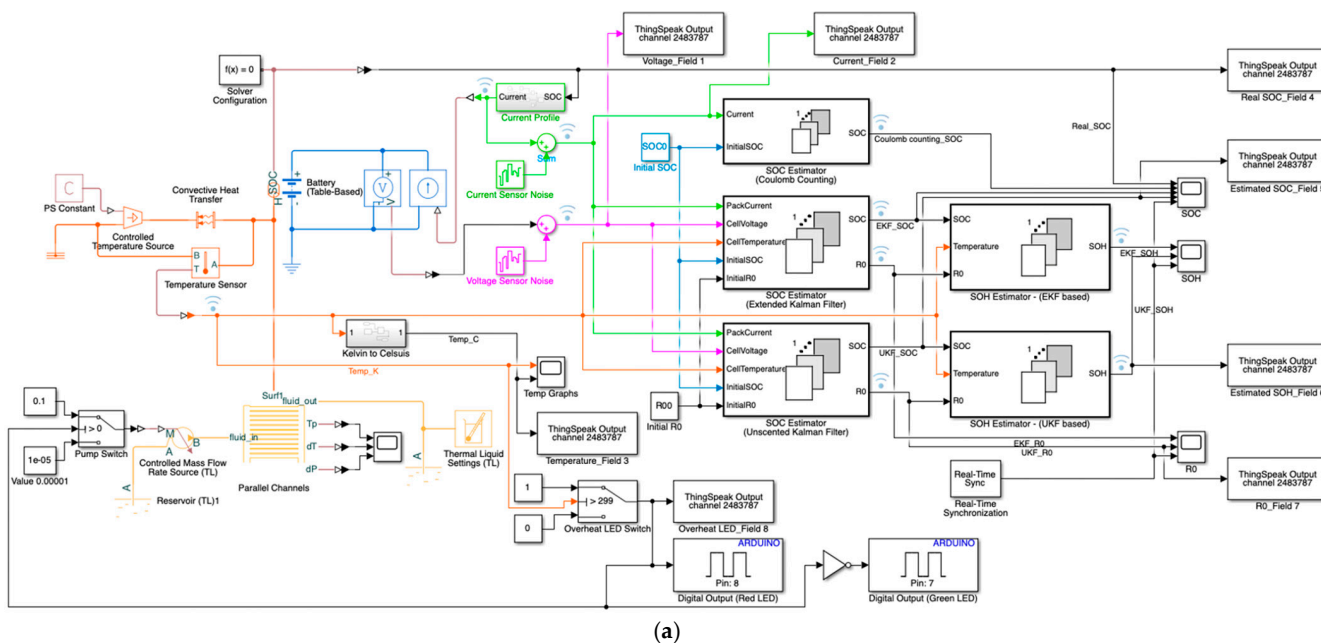 ThingSpeak Output
channel 2483787
Voltage_Field 1
ThingSpeak Output
channel 2483787
Current_Field 2
ThingSpeak Output
channel 2483787
Real SOC_Field 4
f(x) = 0
Solver
Configuration
Current
SOC
Current Profile
Sum
Current Sensor Noise
SOC0
Initial SOC
Current
InitialSOC
SOC
SOC Estimator
(Coulomb Counting)
Coulomb counting_SOC
Real_SOC
SOC
ThingSpeak Output
channel 2483787
Estimated SOC_Field 5
C
PS Constant
Controlled
Temperature Source
Convective Heat
Transfer
B
T
A
Temperature Sensor
SOC
H
+
-
Battery
(Table-Based)
V
+
-
V
Voltage Sensor Noise
PackCurrent
CellVoltage
CellTemperature
InitialSOC
InitialR0
SOC
R0
SOC Estimator
(Extended Kalman Filter)
EKF_SOC
SOC
Temperature
R0
SOH
SOH Estimator - (EKF based)
EKF_SOH
SOH
UKF_SOH
1
1
Kelvin to Celsuis
Temp_C
Temp_K
Temp Graphs
ThingSpeak Output
channel 2483787
Temperature_Field 3
PackCurrent
CellVoltage
CellTemperature
InitialSOC
InitialR0
SOC
R0
SOC Estimator
(Unscented Kalman Filter)
UKF_SOC
R00
Initial R0
SOC
Temperature
R0
SOH
SOH Estimator - (UKF based)
ThingSpeak Output
channel 2483787
Estimated SOH_Field 6
EKF_R0
UKF_R0
R0
ThingSpeak Output
channel 2483787
R0_Field 7
Real-Time
Sync
Real-Time
Synchronization
0.1
> 0
Pump Switch
1e-05
Value 0.00001
M
A
B
Controlled Mass Flow
Rate Source (TL)
A
Reservoir (TL)1
Surf1
fluid_out
fluid_in
Tp
dT
dP
Parallel Channels
A
Thermal Liquid
Settings (TL)
1
> 299
0
Overheat LED Switch
ThingSpeak Output
channel 2483787
Overheat LED_Field 8
ARDUINO
Pin: 8
Digital Output (Red LED)
ARDUINO
Pin: 7
Digital Output (Green LED)
(a)